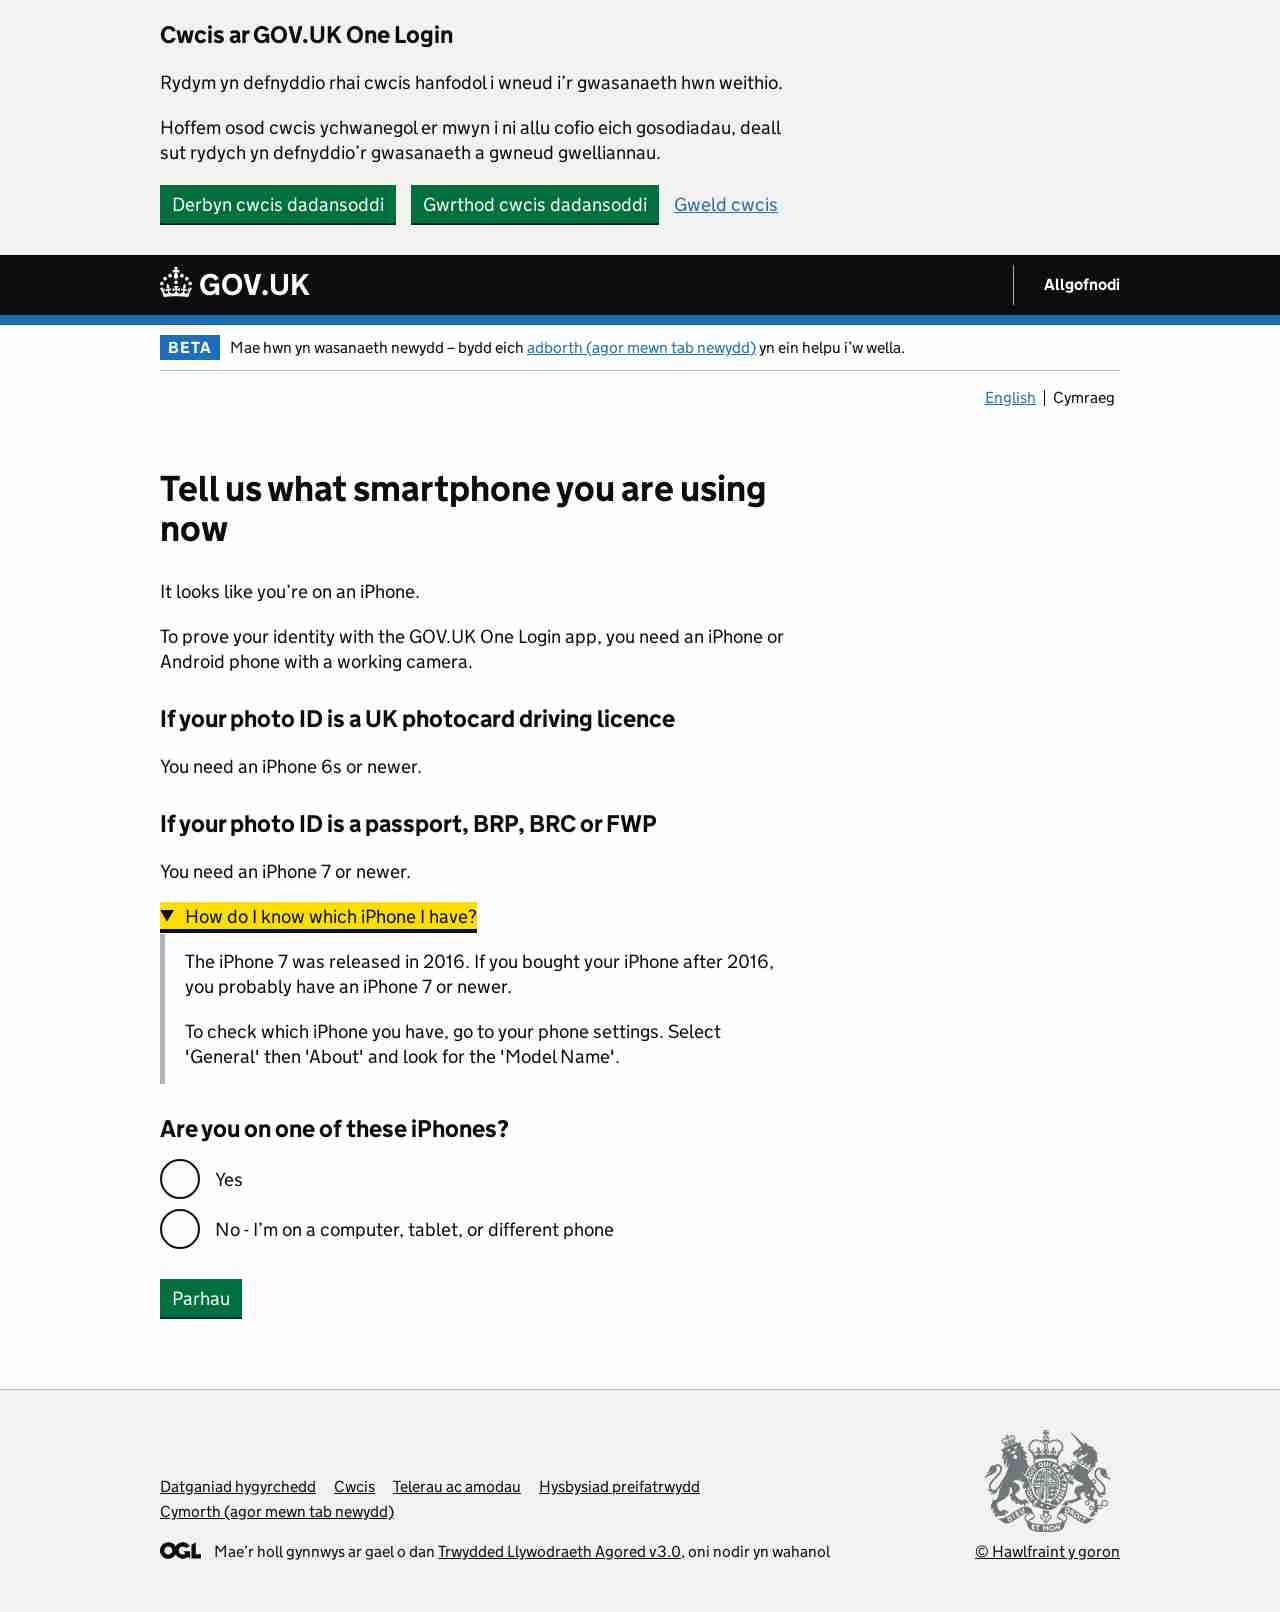 Cwcis ar GOV.UK One Login
Rydym yn defnyddio rhai cwcis hanfodol i wneud i’r gwasanaeth hwn weithio.
Hoffem osod cwcis ychwanegol er mwyn i ni allu cofio eich gosodiadau, deall
sut rydych yn defnyddio’r gwasanaeth a gwneud gwelliannau.
Derbyn cwcis dadansoddi Gwrthod cwcis dadansoddi Gweld cwcis
GOV.UK Allgofnodi
BETA Mae hwn yn wasanaeth newydd – bydd eich adborth (agor mewn tab newydd) yn ein helpu i’w wella.
English Cymraeg
Tell us what smartphone you are using
now
It looks like you’re on an iPhone.
To prove your identity with the GOV.UK One Login app, you need an iPhone or
Android phone with a working camera.
If your photo ID is a UK photocard driving licence
You need an iPhone 6s or newer.
If your photo ID is a passport, BRP, BRC or FWP
You need an iPhone 7 or newer.
How do I know which iPhone I have?
The iPhone 7 was released in 2016. If you bought your iPhone after 2016,
you probably have an iPhone 7 or newer.
To check which iPhone you have, go to your phone settings. Select
'General' then 'About' and look for the 'Model Name'.
Are you on one of these iPhones?
Yes
No - I’m on a computer, tablet, or different phone
Parhau
Datganiad hygyrchedd Cwcis Telerau ac amodau Hysbysiad preifatrwydd
Cymorth (agor mewn tab newydd)
OGL Mae’r holl gynnwys ar gael o dan Trwydded Llywodraeth Agored v3.0, oni nodir yn wahanol
© Hawlfraint y goron